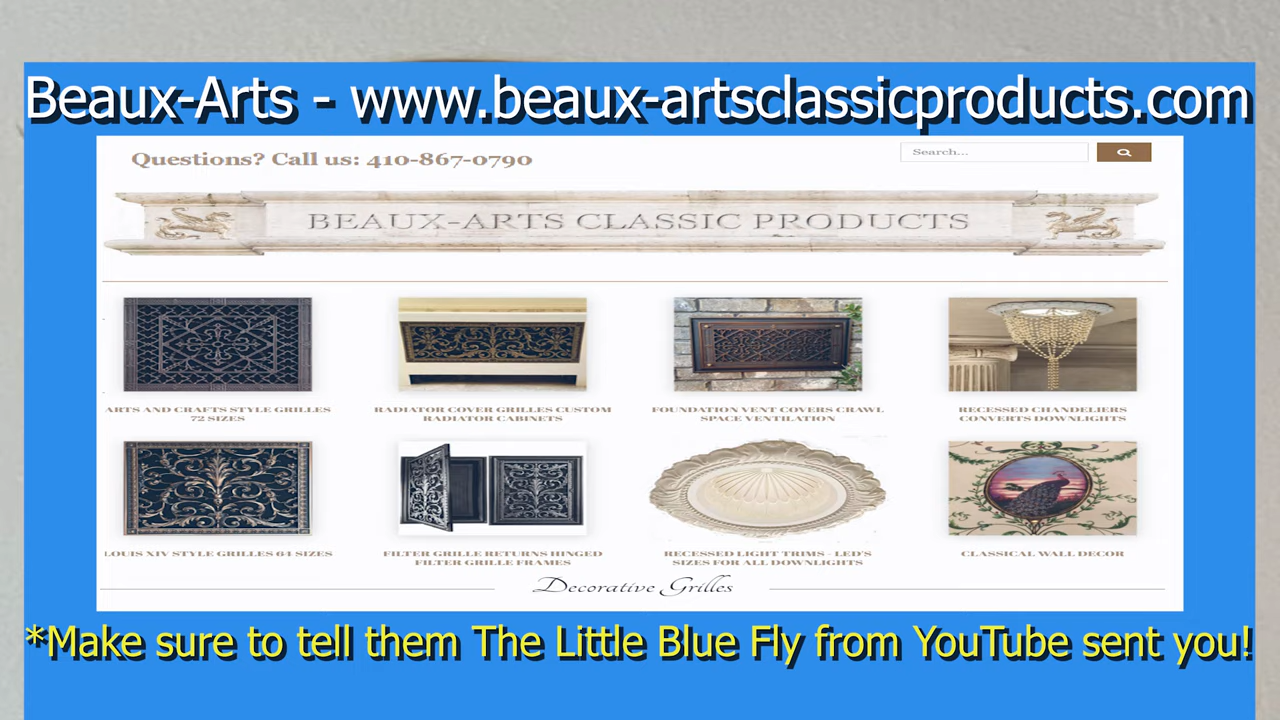 Beaux-Arts - www.beaux-artsclassicproducts.com
Questions? Call us: 410-867-0790
Search...
BEAUX-ARTS CLASSIC PRODUCTS
ARTS AND CRAFTS STYLE GRILLES
72 SIZES
RADIATOR COVER GRILLES CUSTOM
RADIATOR CABINETS
FOUNDATION VENT COVERS CRAWL
SPACE VENTILATION
RECESSED CHANDELIERS
CONVERTS DOWNLIGHTS
LOUIS XIV STYLE GRILLES 64 SIZES
FILTER GRILLE RETURNS HINGED
FILTER GRILLE FRAMES
RECESSED LIGHT TRIMS - LED'S
SIZES FOR ALL DOWNLIGHTS
CLASSICAL WALL DECOR
Decorative Grilles
*Make sure to tell them The Little Blue Fly from YouTube sent you!